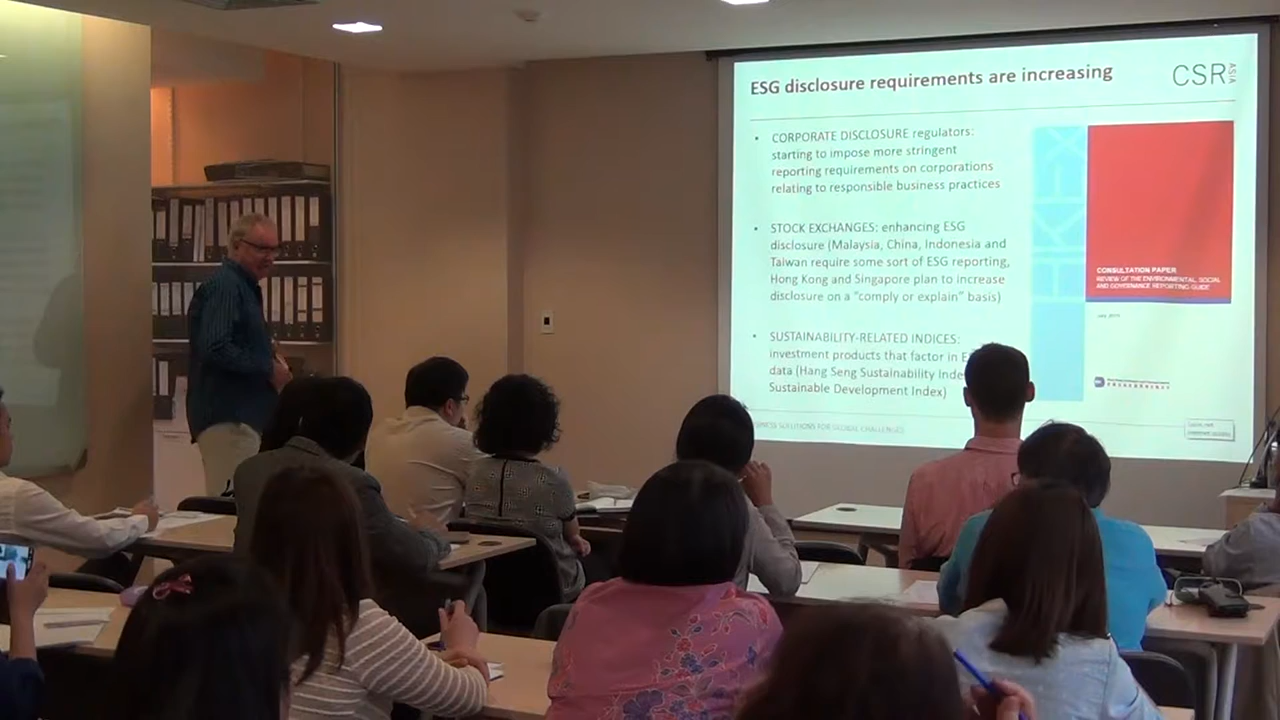 ESG disclosure requirements are increasing
CSR ASIA
• CORPORATE DISCLOSURE regulators:
starting to impose more stringent
reporting requirements on corporations
relating to responsible business practices
• STOCK EXCHANGES: enhancing ESG
disclosure (Malaysia, China, Indonesia and
Taiwan require some sort of ESG reporting,
Hong Kong and Singapore plan to increase
disclosure on a "comply or explain" basis)
• SUSTAINABILITY-RELATED INDICES:
investment products that factor in
data (Hang Seng Sustainability
Sustainable Development Index)
CONSULTATION PAPER
REVIEW OF THE ENVIRONMENTAL, SOCIAL
AND GOVERNANCE REPORTING GUIDE
SOLUTIONS FOR GLOBAL CHALLENGES